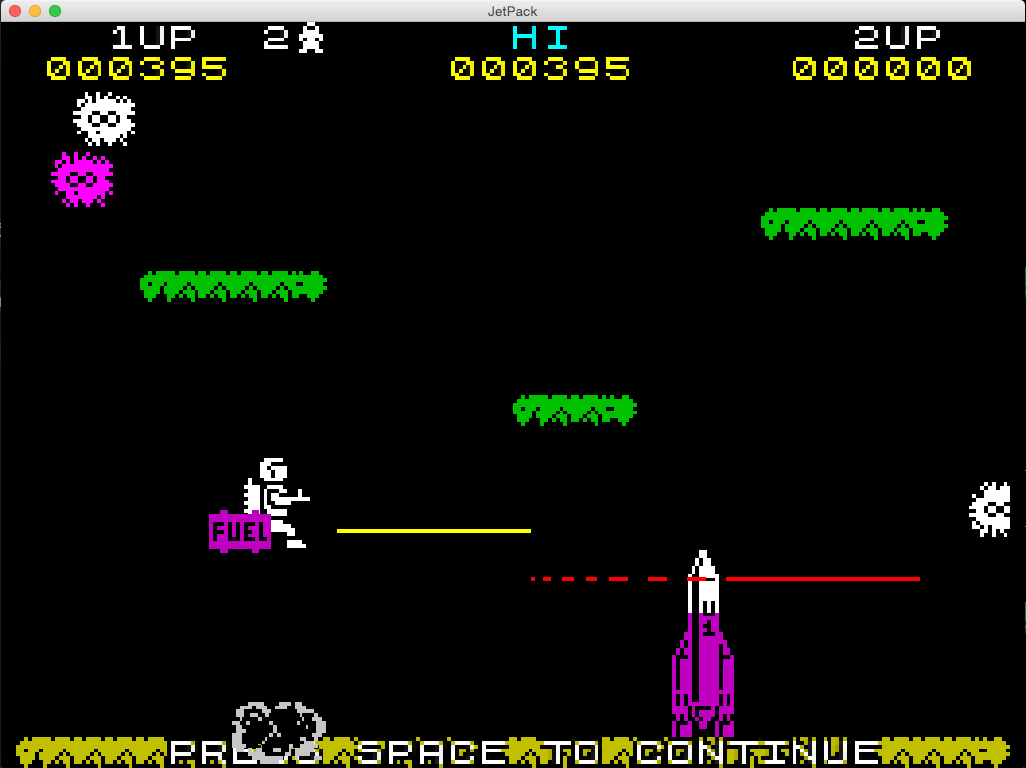 JetPack
1UP 2 HI 2UP
000395 000395 000000
FUEL
1
SPACE TO CONTINUE